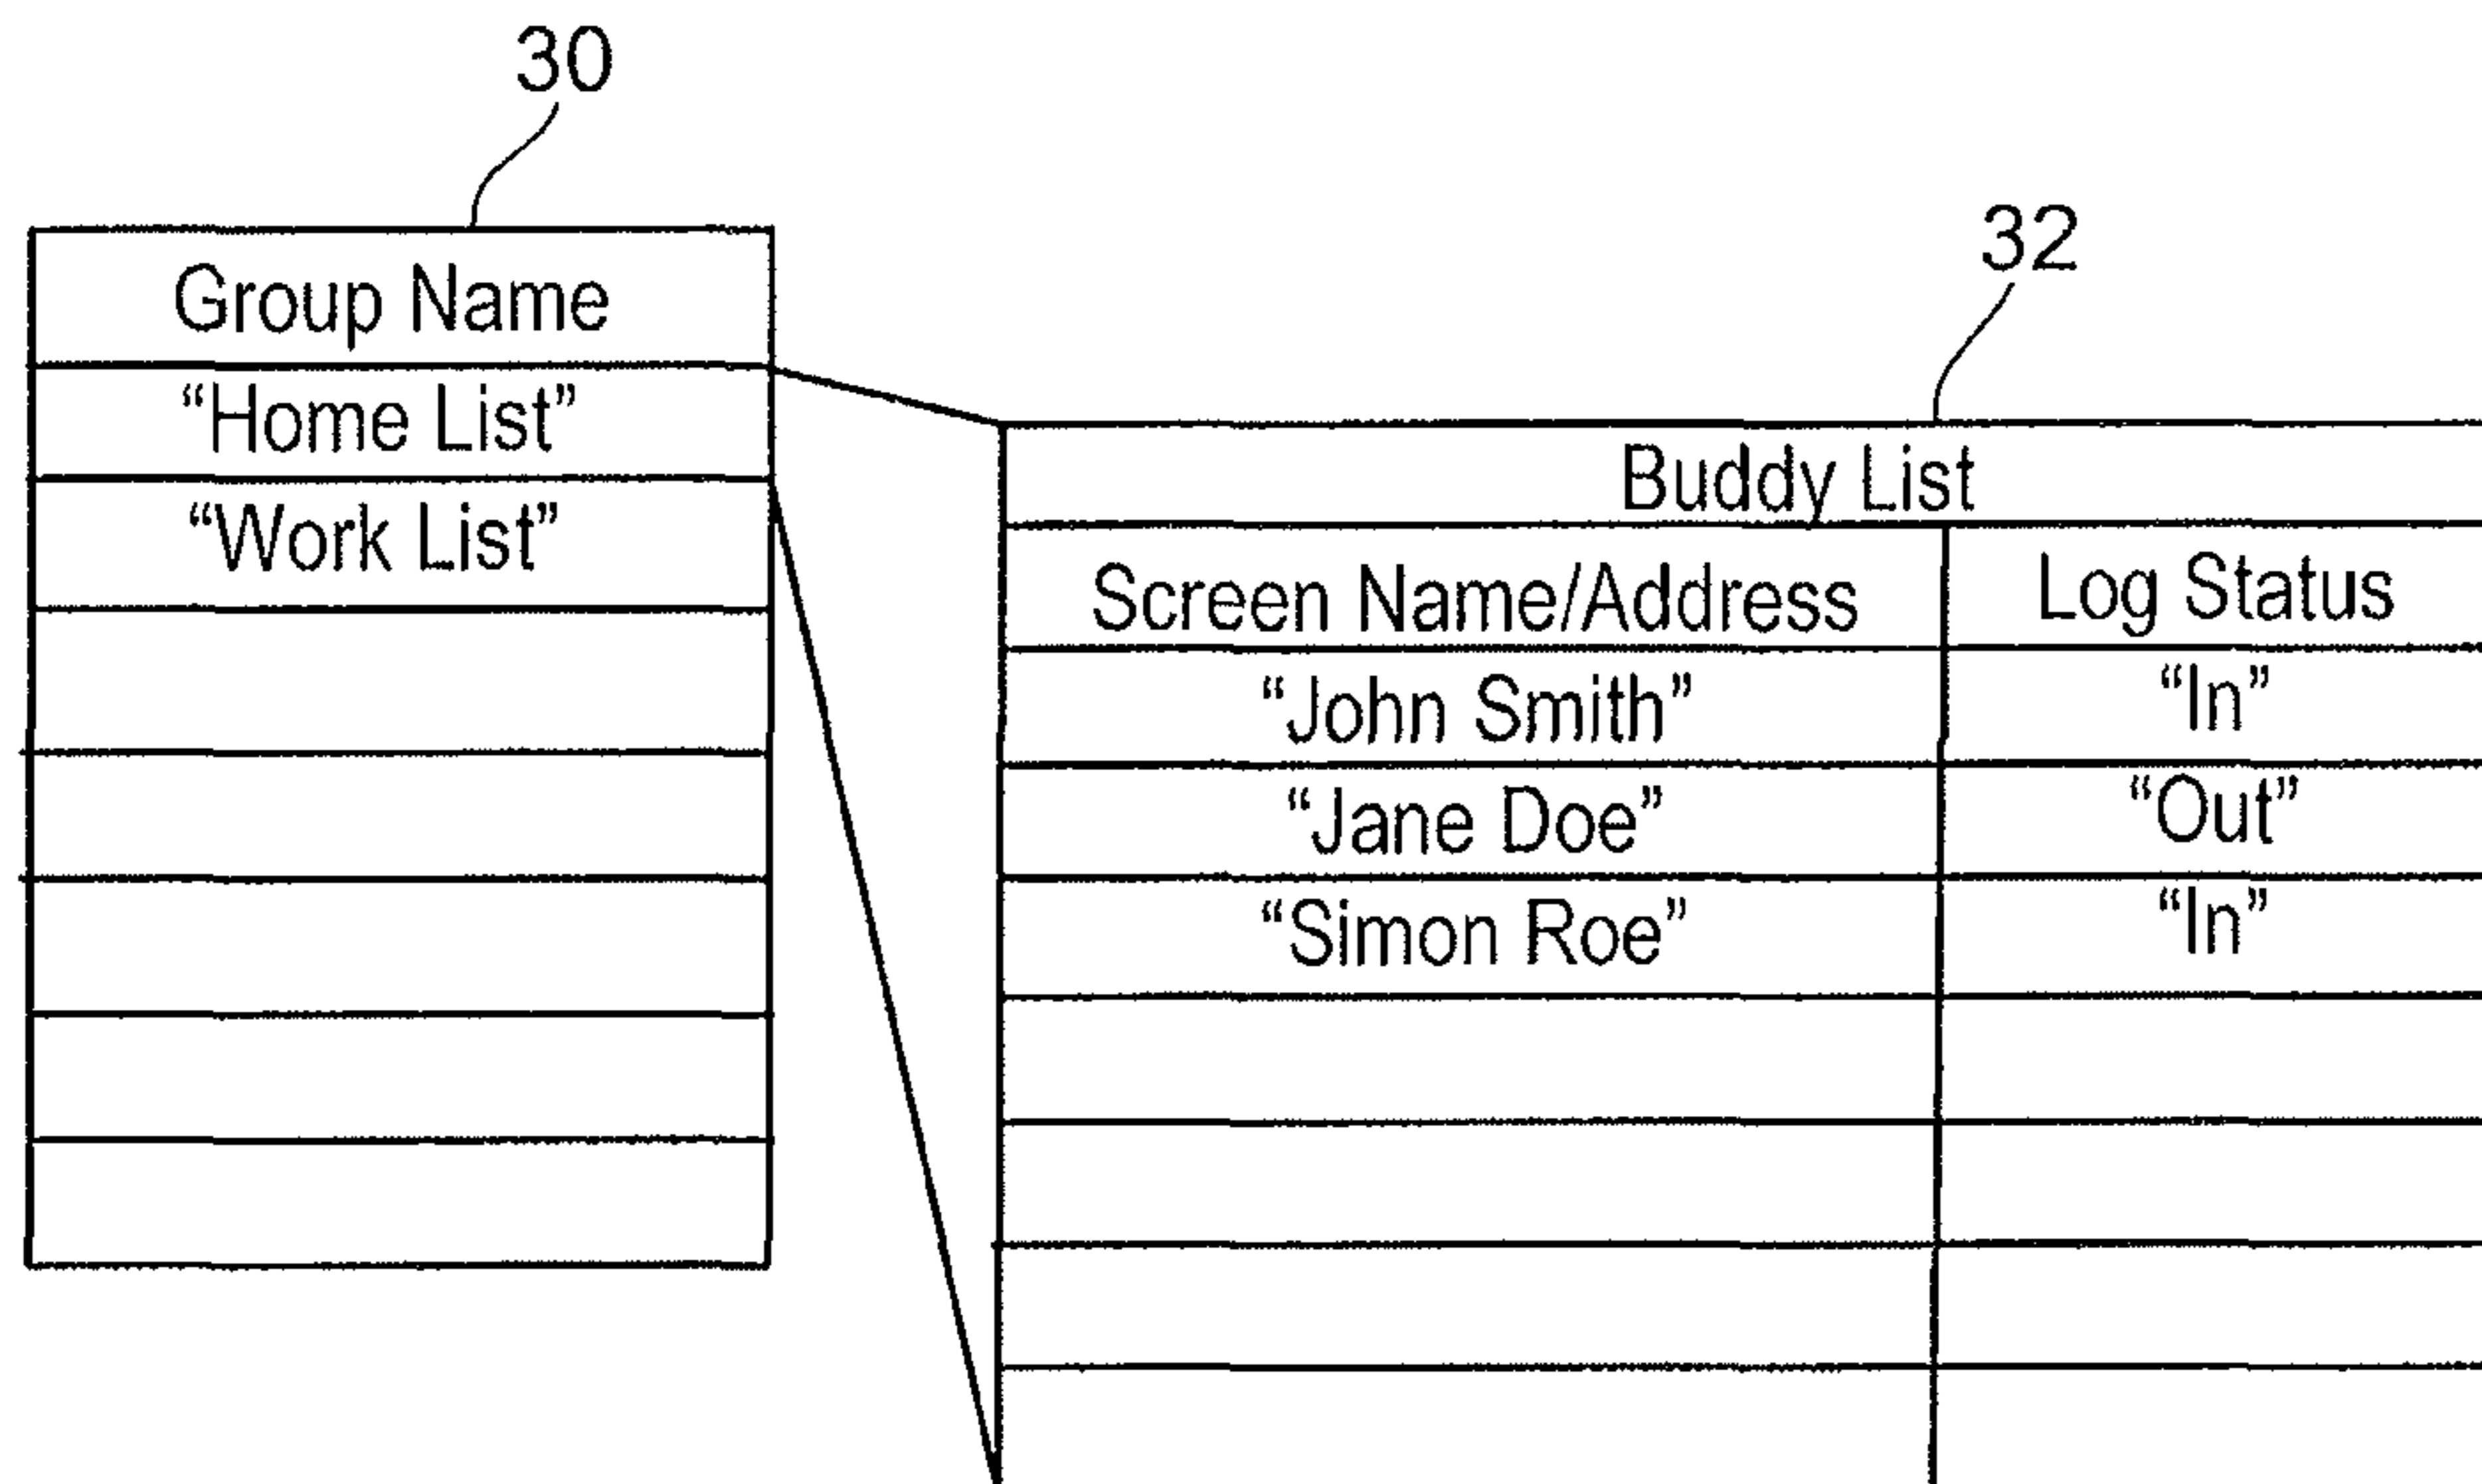 30
Group Name
“Home List”
“Work List”
32
Buddy List
Screen Name/Address Log Status
“John Smith” “In”
“Jane Doe” “Out”
“Simon Roe” “In”